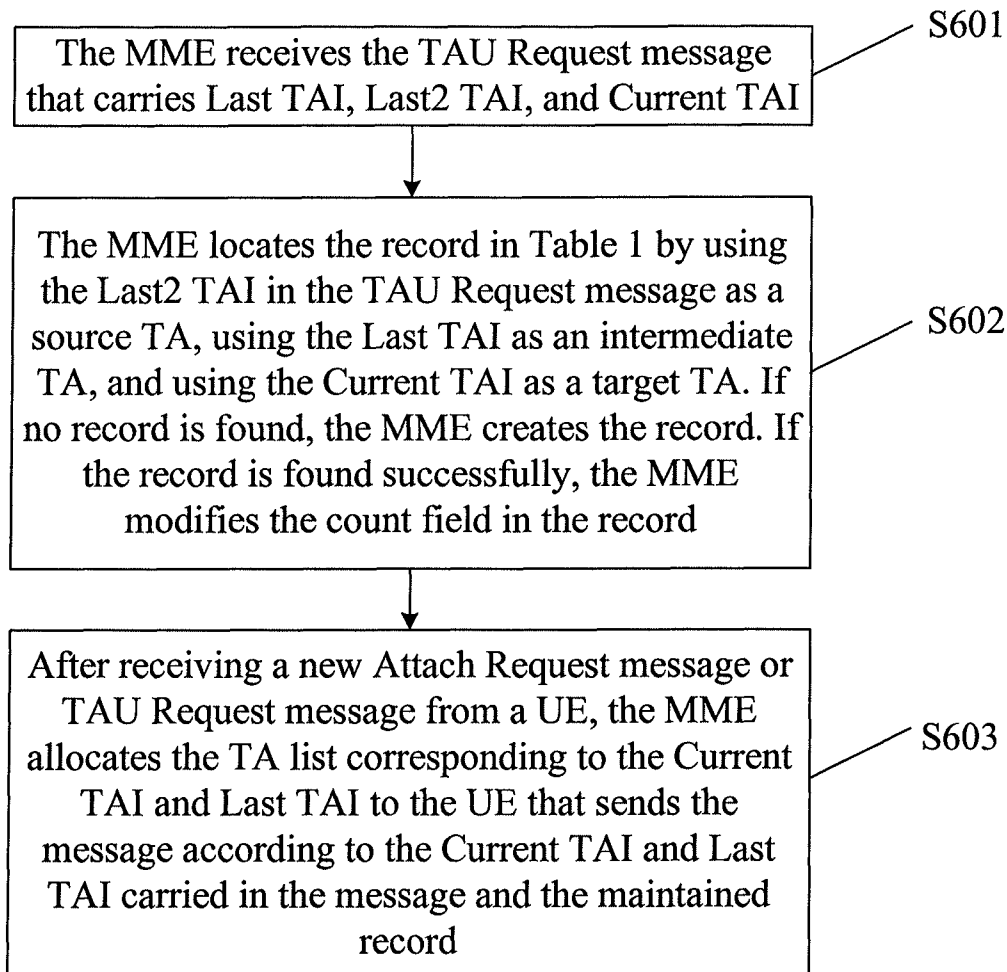 S601
The MME receives the TAU Request message
that carries Last TAI, Last2 TAI, and Current TAI
The MME locates the record in Table 1 by using
the Last2 TAI in the TAU Request message as a
source TA, using the Last TAI as an intermediate
TA, and using the Current TAI as a target TA. If
no record is found, the MME creates the record. If
the record is found successfully, the MME
modifies the count field in the record
S602
After receiving a new Attach Request message or
TAU Request message from a UE, the MME
allocates the TA list corresponding to the Current
TAI and Last TAI to the UE that sends the
message according to the Current TAI and Last
TAI carried in the message and the maintained
record
S603